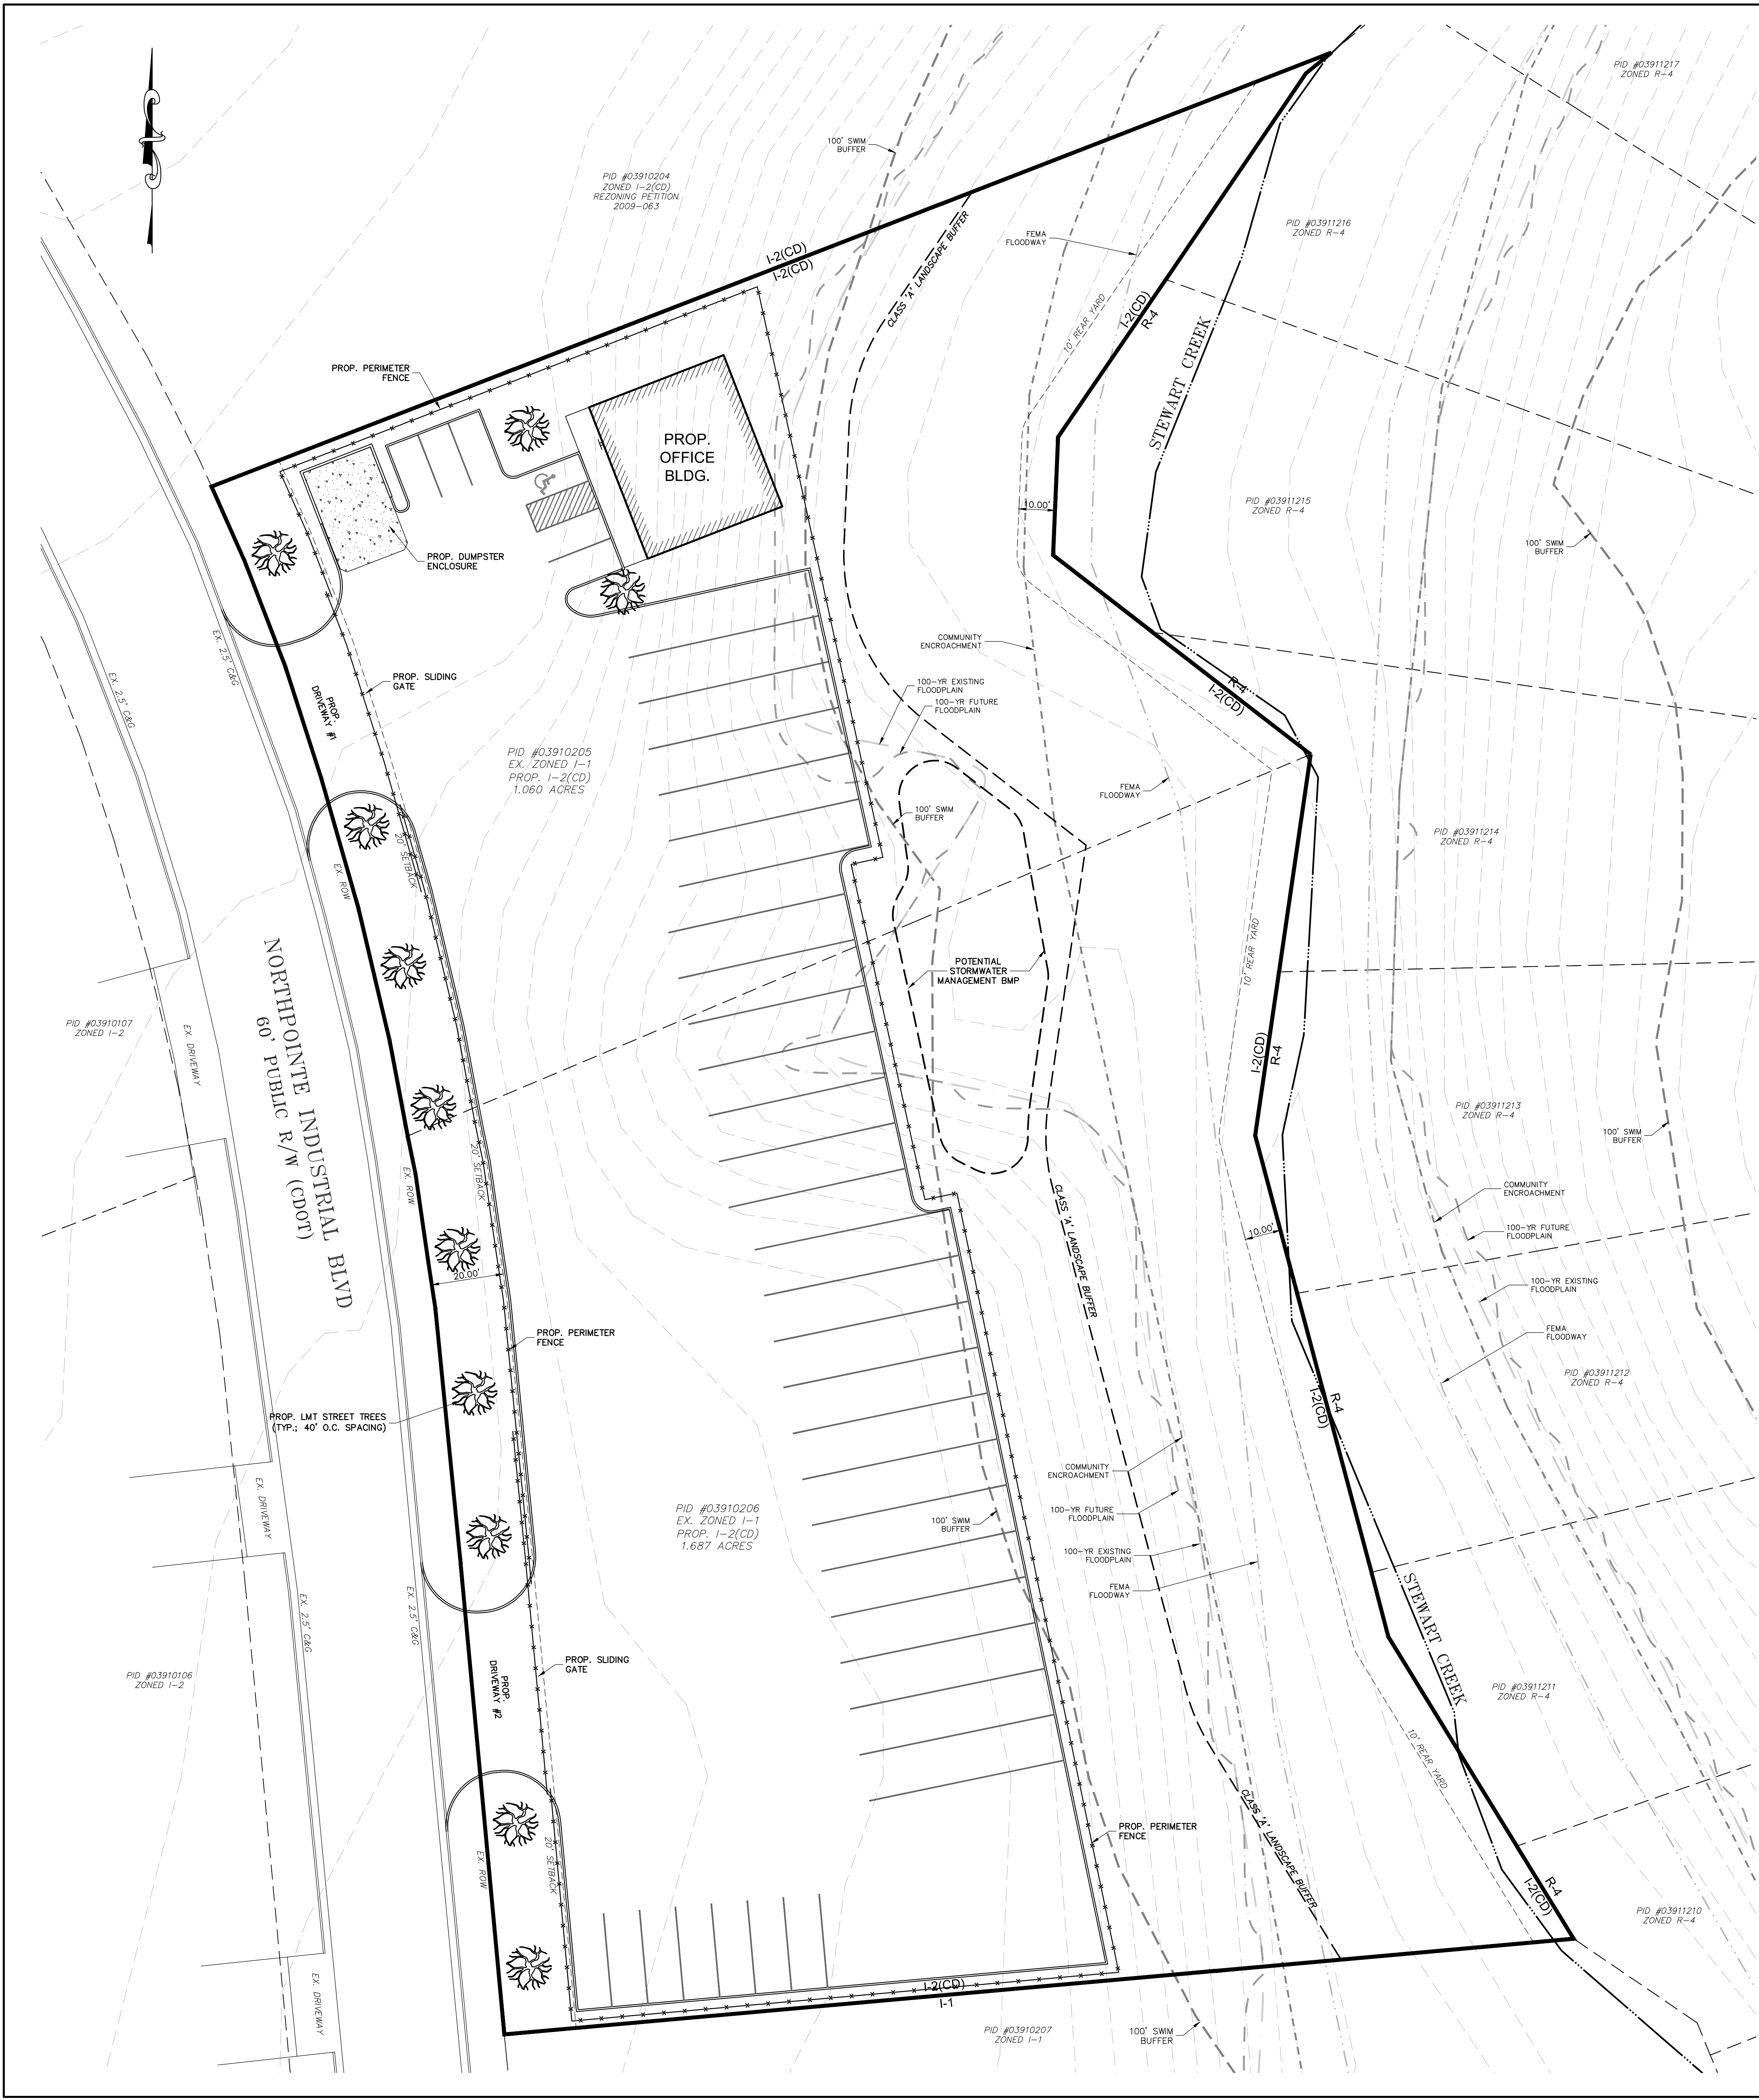 PID #03911217
ZONED R-4
100' SWIM
BUFFER
PID #03910204
ZONED I-2(CD)
REZONING PETITION
2009-063
CLASS 'A' LANDSCAPE BUFFER
FEMA
FLOODWAY
PID #03911216
ZONED R-4
I-2(CD)
I-2(CD)
10' REAR YARD
I-2(CD)
R-4
STEWART CREEK
PROP. PERIMETER
FENCE
PROP.
OFFICE
BLDG.
10.00'
PID #03911215
ZONED R-4
100' SWIM
BUFFER
PROP. DUMPSTER
ENCLOSURE
EX. 2.5' C&G
EX. 2.5' C&G
COMMUNITY
ENCROACHMENT
PROP. SLIDING
GATE
PROP.
DRIVEWAY #1
100-YR EXISTING
FLOODPLAIN
100-YR FUTURE
FLOODPLAIN
R-4
I-2(CD)
PID #03910205
EX. ZONED I-1
PROP. I-2(CD)
1.060 ACRES
FEMA
FLOODWAY
100' SWIM
BUFFER
PID #03911214
ZONED R-4
20' SETBACK
EX. ROW
10' REAR YARD
POTENTIAL
STORMWATER
MANAGEMENT BMP
NORTHPOINTE INDUSTRIAL BLVD
60' PUBLIC R/W (CDOT)
PID #03910107
ZONED I-2
EX. DRIVEWAY
I-2(CD)
R-4
PID #03911213
ZONED R-4
100' SWIM
BUFFER
20' SETBACK
EX. ROW
CLASS 'A' LANDSCAPE BUFFER
COMMUNITY
ENCROACHMENT
100-YR FUTURE
FLOODPLAIN
10.00'
20.00'
100-YR EXISTING
FLOODPLAIN
PROP. PERIMETER
FENCE
FEMA
FLOODWAY
PID #03911212
ZONED R-4
R-4
I-2(CD)
PROP. LMT STREET TREES
(TYP.; 40' O.C. SPACING)
COMMUNITY
ENCROACHMENT
EX. DRIVEWAY
PID #03910206
EX. ZONED I-1
PROP. I-2(CD)
1.687 ACRES
100' SWIM
BUFFER
100-YR FUTURE
FLOODPLAIN
100-YR EXISTING
FLOODPLAIN
FEMA
FLOODWAY
EX. 2.5' C&G
EX. 2.5' C&G
STEWART CREEK
PROP. SLIDING
GATE
PROP.
DRIVEWAY #2
PID #03910106
ZONED I-2
PID #03911211
ZONED R-4
10' REAR YARD
CLASS 'A' LANDSCAPE BUFFER
PROP. PERIMETER
FENCE
20' SETBACK
EX. ROW
R-4
I-2(CD)
PID #03911210
ZONED R-4
EX. DRIVEWAY
I-2(CD)
I-1
PID #03910207
ZONED I-1
100' SWIM
BUFFER